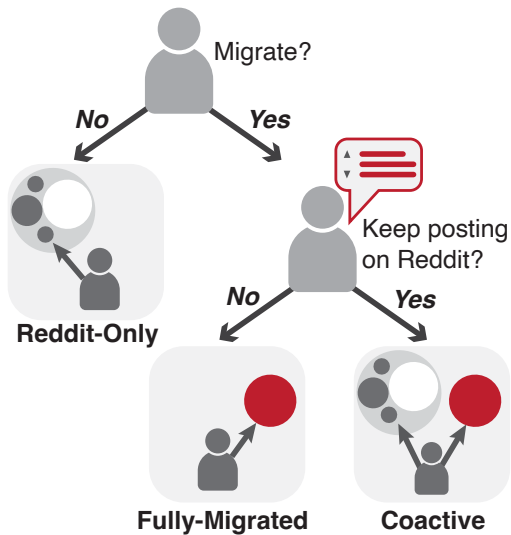 Migrate?
No
Yes
Keep posting
on Reddit?
Reddit-Only
No
Yes
Fully-Migrated
Coactive